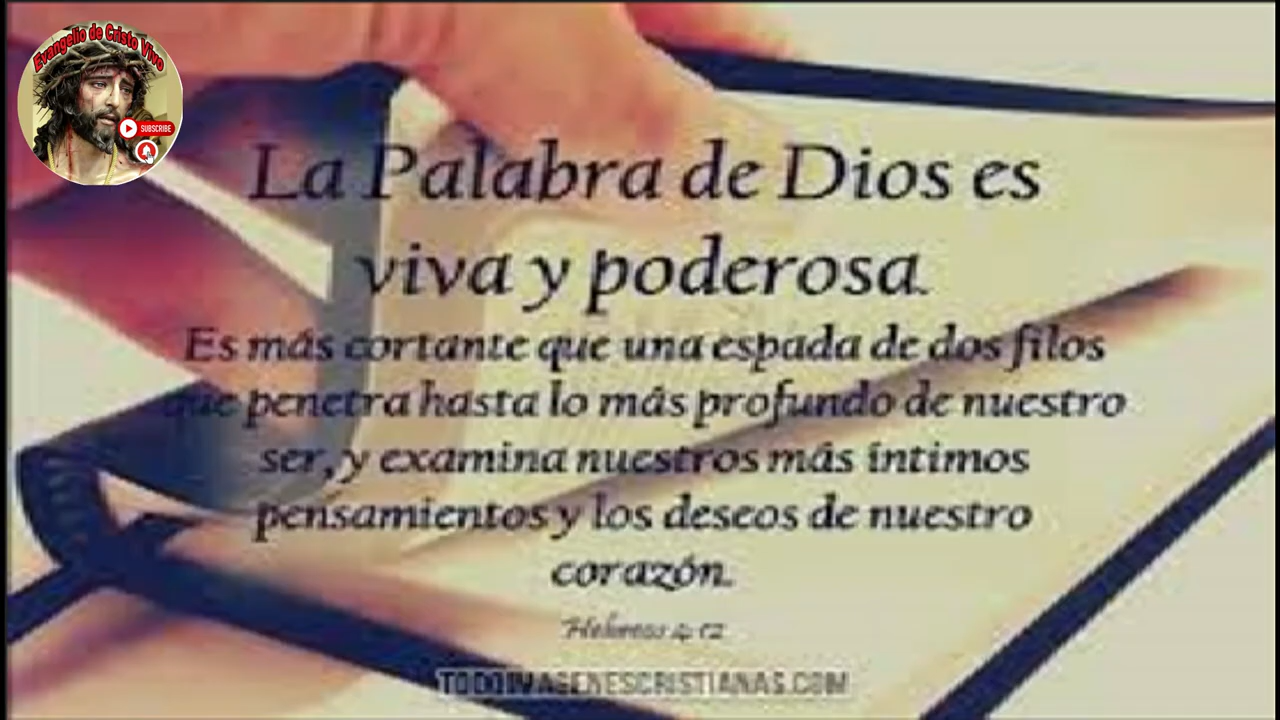 Evangelio de Cristo Vivo
SUBSCRIBE
La Palabra de Dios es
viva y poderosa.
Es más cortante que una espada de dos filos
que penetra hasta lo más profundo de nuestro
ser, y examina nuestros más íntimos
pensamientos y los deseos de nuestro
corazón.
Hebreos 4:12
TODOIMAGENESCRISTIANAS.COM